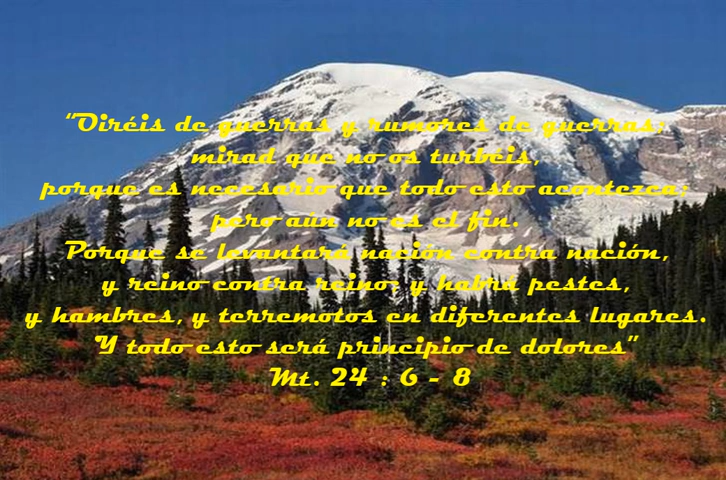 “Oiréis de guerras y rumores de guerras;
mirad que no os turbéis,
porque es necesario que todo esto acontezca;
pero aún no es el fin.
Porque se levantará nación contra nación,
y reino contra reino; y habrá pestes,
y hambres, y terremotos en diferentes lugares.
Y todo esto será principio de dolores”
Mt. 24 : 6 - 8